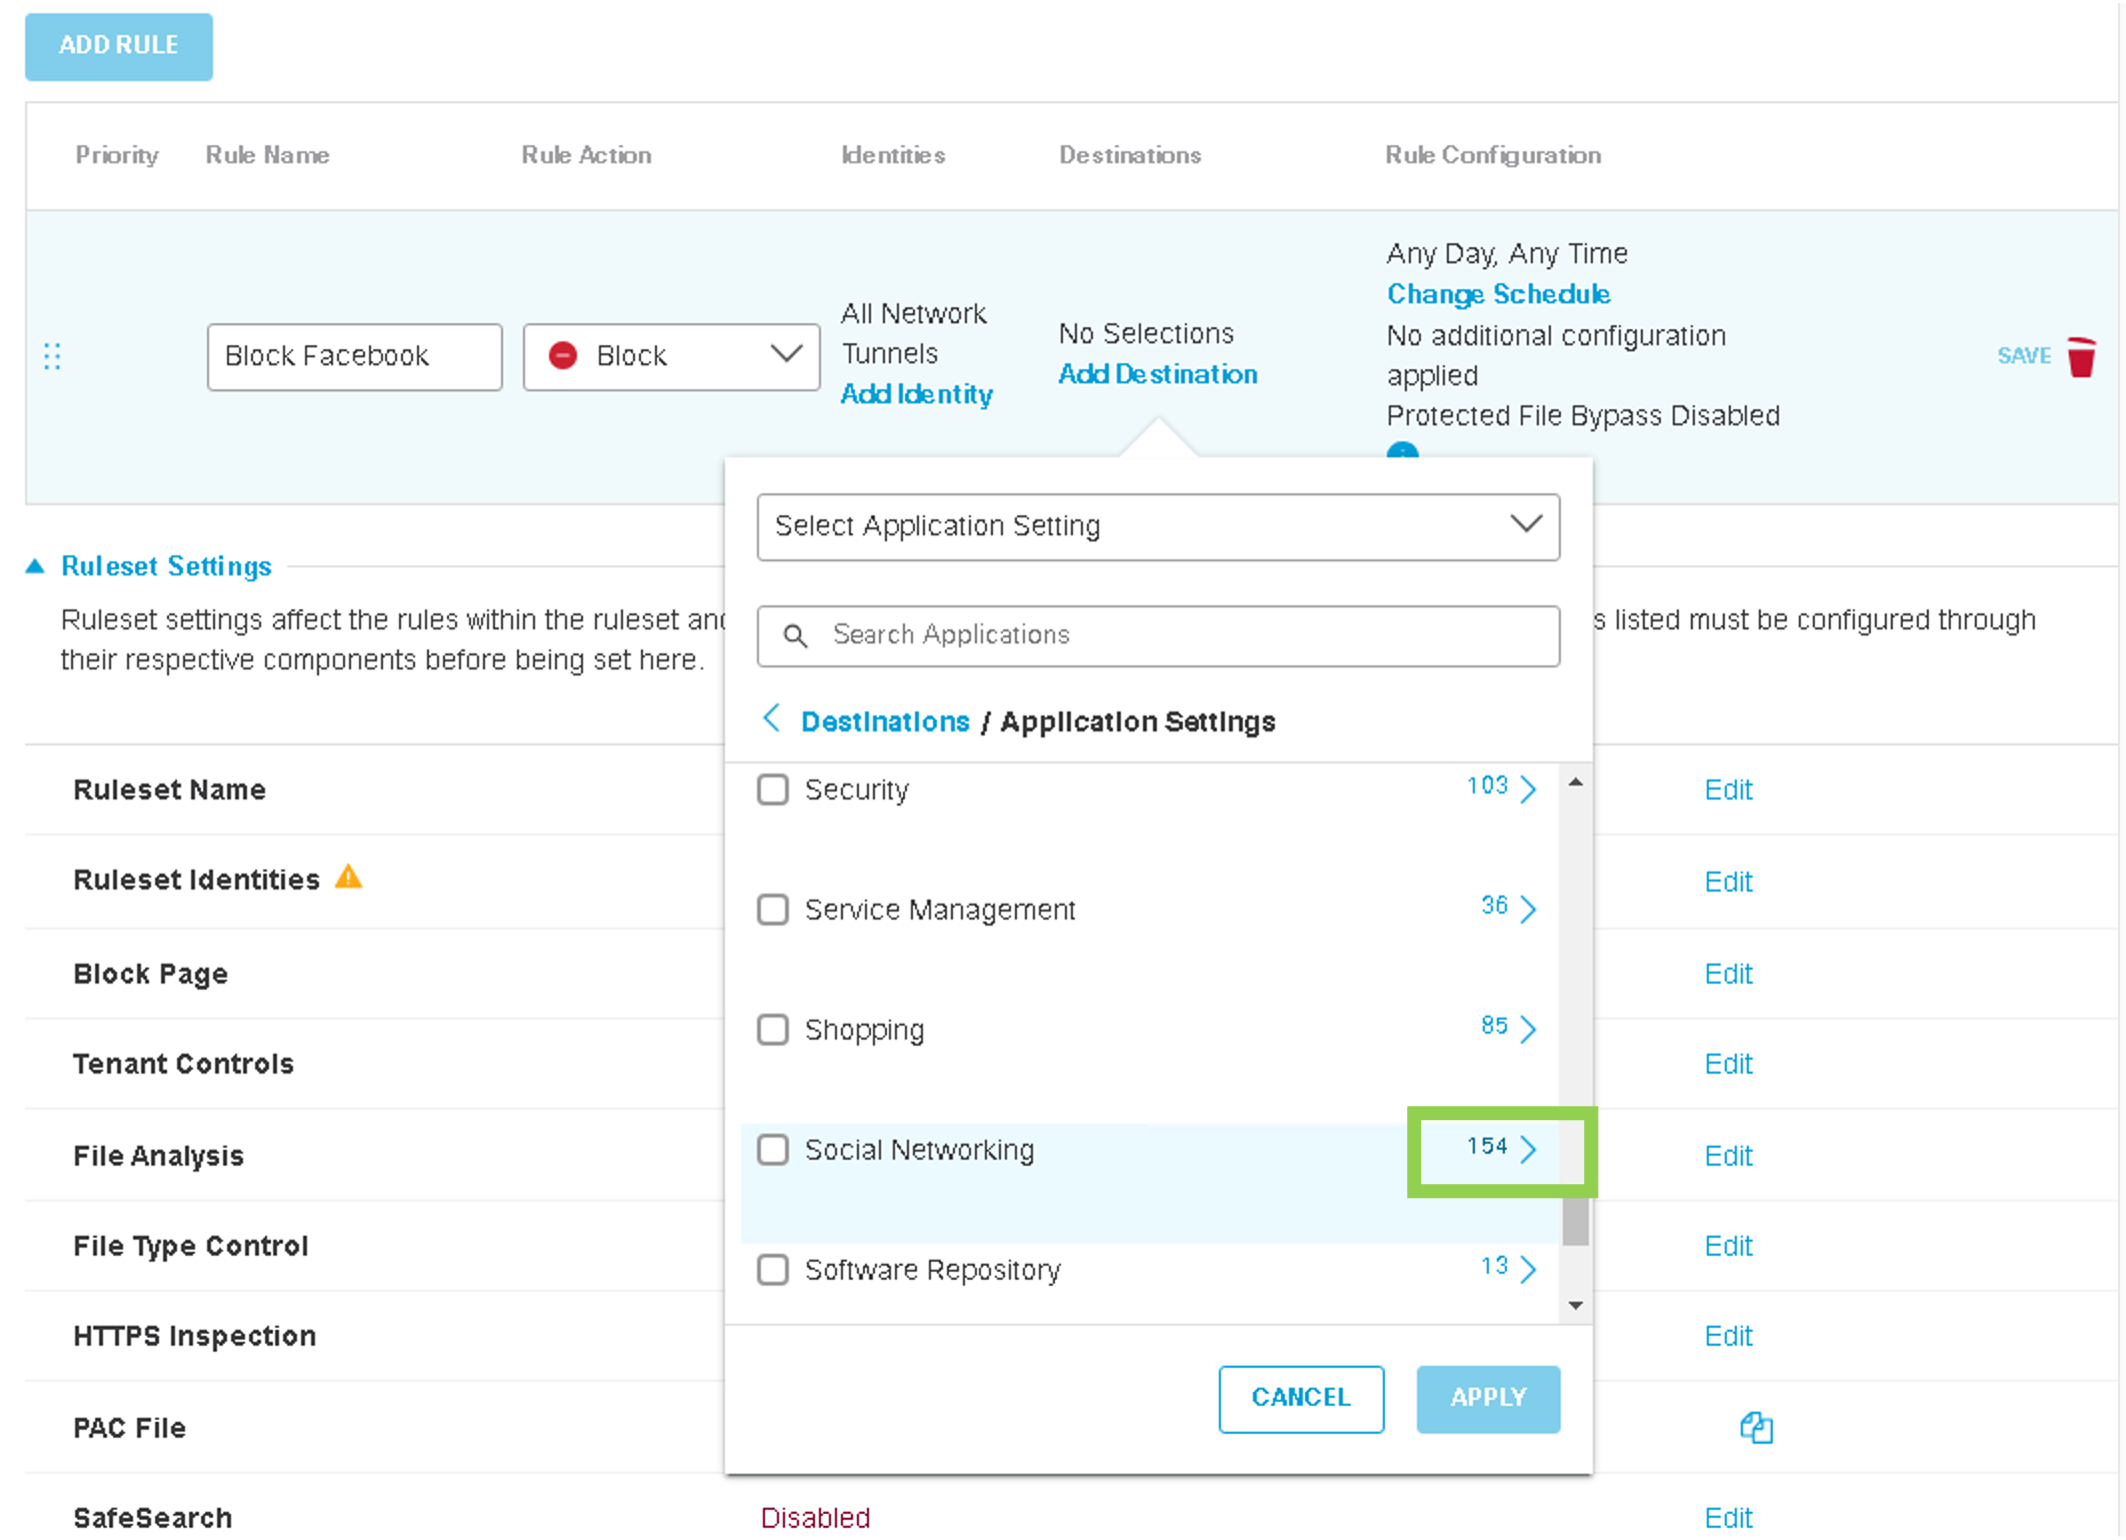 ADD RULE
Priority Rule Name Rule Action Identities Destinations Rule Configuration
Block Facebook
Block
All Network
Tunnels
Add Identity
No Selections
Add Destination
Any Day, Any Time
Change Schedule
No additional configuration
applied
Protected File Bypass Disabled
SAVE
Select Application Setting
Search Applications
Destinations / Application Settings
Security 103
Service Management 36
Shopping 85
Social Networking 154
Software Repository 13
CANCEL APPLY
Ruleset Settings
Ruleset settings affect the rules within the ruleset and s listed must be configured through
their respective components before being set here.
Ruleset Name Edit
Ruleset Identities Edit
Block Page Edit
Tenant Controls Edit
File Analysis Edit
File Type Control Edit
HTTPS Inspection Edit
PAC File
SafeSearch Disabled Edit